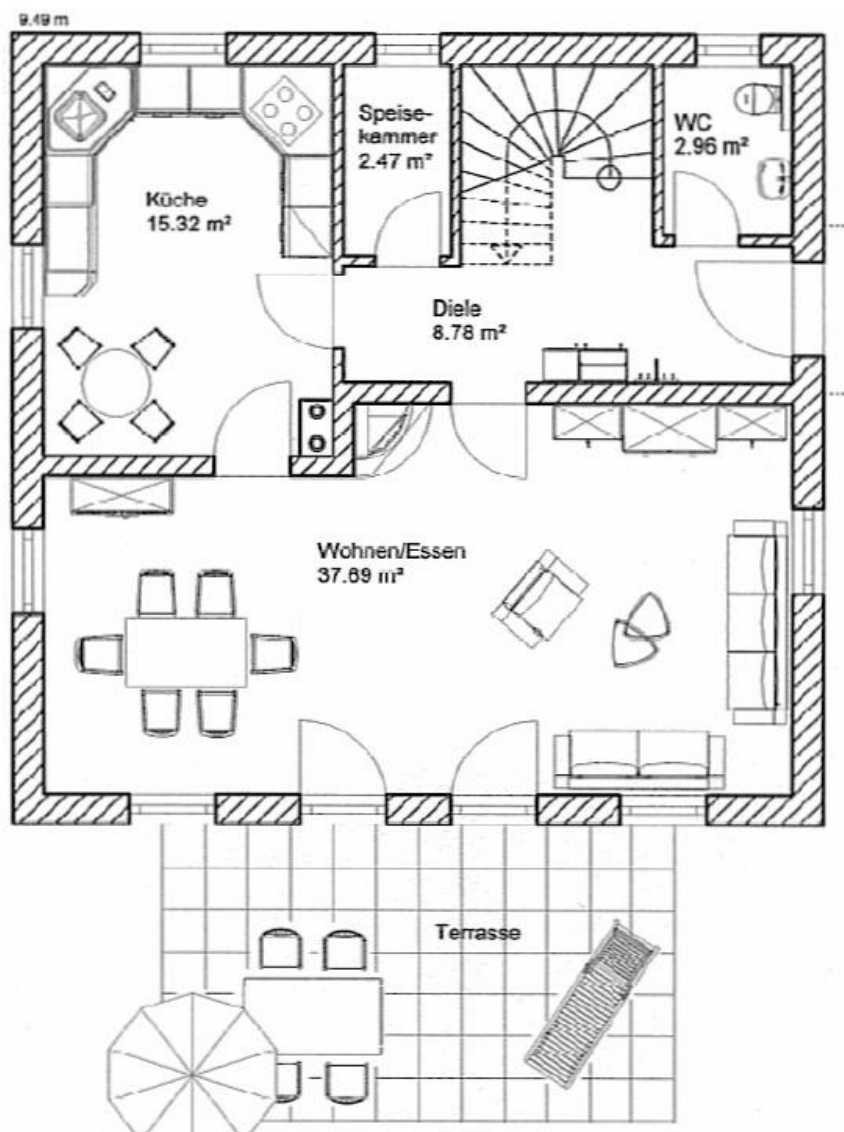 9.49 m
Speise-
kammer
2.47 m²
WC
2.96 m²
Küche
15.32 m²
Diele
8.78 m²
Wohnen/Essen
37.69 m²
Terrasse